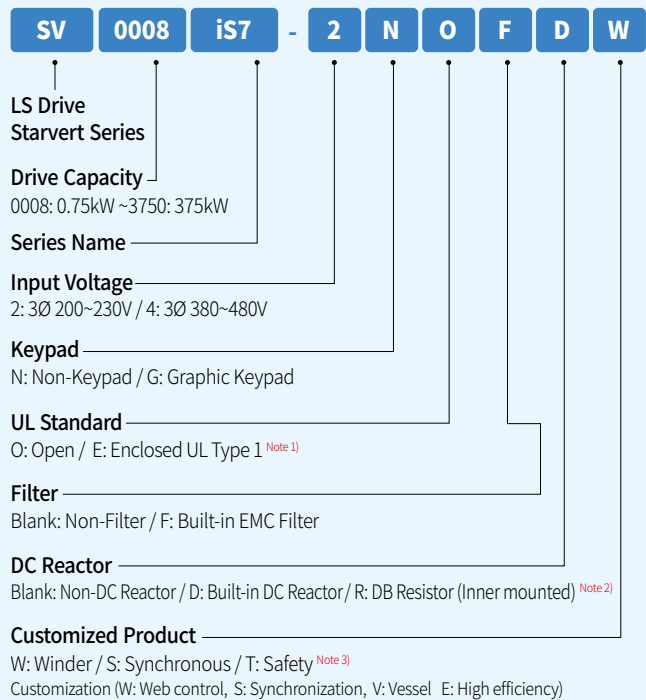 SV 0008 iS7 - 2 N O F D W
LS Drive
Starvert Series
Drive Capacity
0008: 0.75kW ~3750: 375kW
Series Name
Input Voltage
2: 3Ø 200~230V / 4: 3Ø 380~480V
Keypad
N: Non-Keypad / G: Graphic Keypad
UL Standard
O: Open / E: Enclosed UL Type 1 Note 1)
Filter
Blank: Non-Filter / F: Built-in EMC Filter
DC Reactor
Blank: Non-DC Reactor / D: Built-in DC Reactor / R: DB Resistor (Inner mounted) Note 2)
Customized Product
W: Winder / S: Synchronous / T: Safety Note 3)
Customization (W: Web control, S: Synchronization, V: Vessel E: High efficiency)